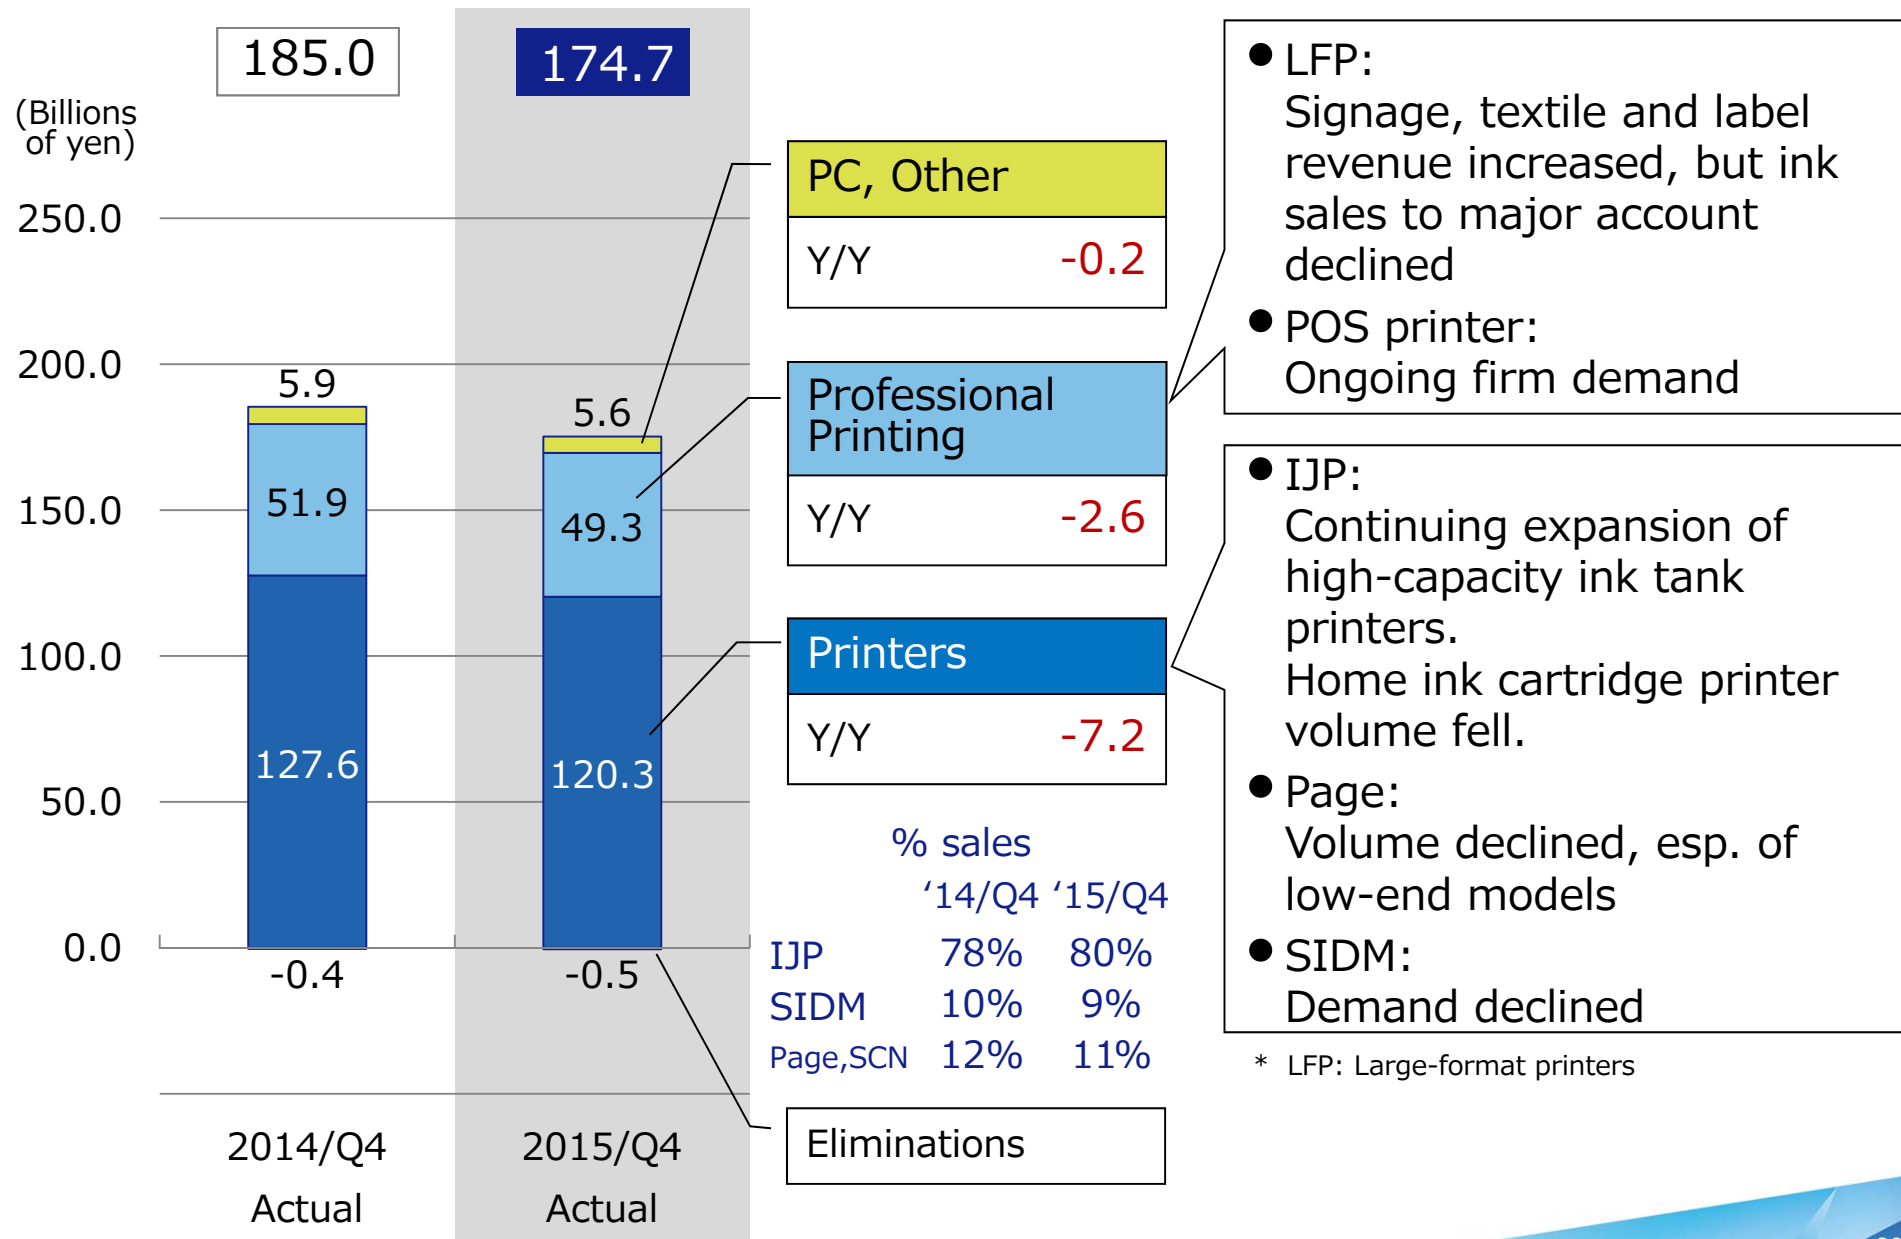 185.0
174.7
(Billions
of yen)
250.0
200.0
150.0
100.0
50.0
0.0
5.9
51.9
127.6
-0.4
5.6
49.3
120.3
-0.5
2014/Q4
Actual
2015/Q4
Actual
PC, Other
Y/Y -0.2
Professional
Printing
Y/Y -2.6
Printers
Y/Y -7.2
% sales
‘14/Q4 ‘15/Q4
IJP 78% 80%
SIDM 10% 9%
Page,SCN 12% 11%
Eliminations
● LFP:
Signage, textile and label
revenue increased, but ink
sales to major account
declined
● POS printer:
Ongoing firm demand
● IJP:
Continuing expansion of
high-capacity ink tank
printers.
Home ink cartridge printer
volume fell.
● Page:
Volume declined, esp. of
low-end models
● SIDM:
Demand declined
* LFP: Large-format printers